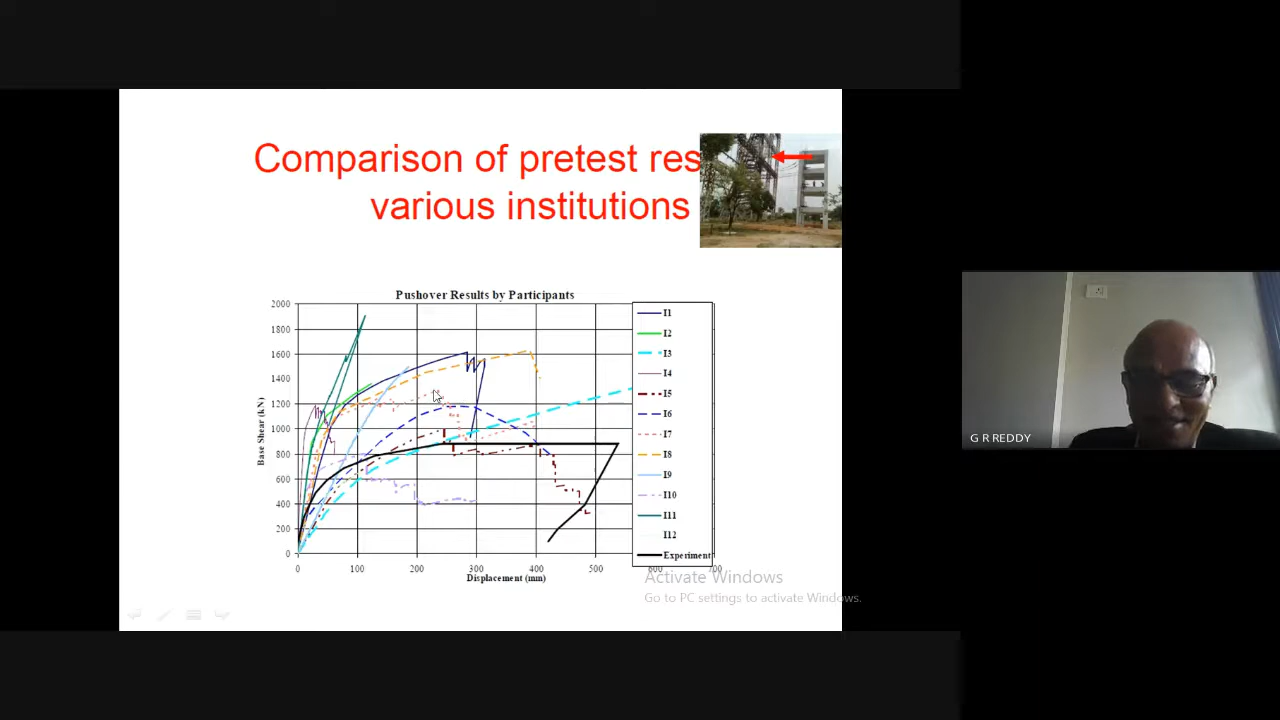 Comparison of pretest res
various institutions
Pushover Results by Participants
Base Shear (kN)
2000
1800
1600
1400
1200
1000
800
600
400
200
0
0 100 200 300 400 500 700
Displacement (mm)
I1
I2
I3
I4
I5
I6
I7
I8
I9
I10
I11
I12
Experiment
Activate Windows
Go to PC settings to activate Windows.
G R REDDY